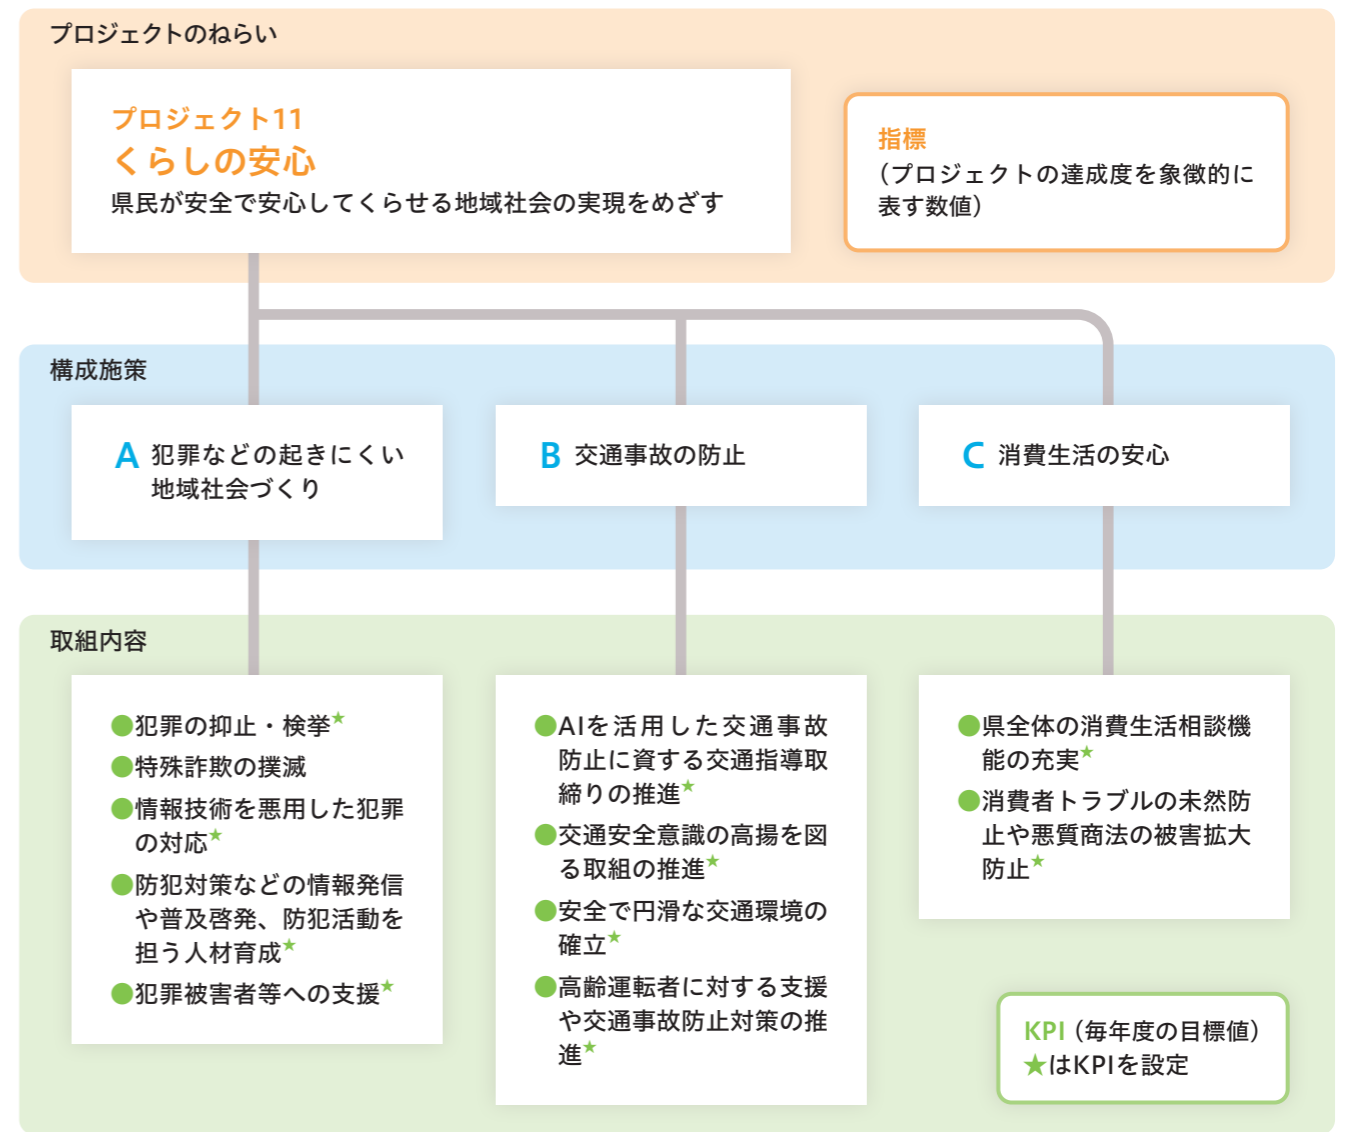 プロジェクトのねらい
プロジェクト11
くらしの安心
県民が安全で安心してくらせる地域社会の実現をめざす
指標
（プロジェクトの達成度を象徴的に
表す数値）
構成施策
A 犯罪などの起きにくい
地域社会づくり
B 交通事故の防止
C 消費生活の安心
取組内容
●犯罪の抑止・検挙★
●特殊詐欺の撲滅
●情報技術を悪用した犯罪
の対応★
●防犯対策などの情報発信
や普及啓発、防犯活動を
担う人材育成★
●犯罪被害者等への支援★
●AIを活用した交通事故
防止に資する交通指導取
締りの推進★
●交通安全意識の高揚を図
る取組の推進★
●安全で円滑な交通環境の
確立★
●高齢運転者に対する支援
や交通事故防止対策の推
進★
●県全体の消費生活相談機
能の充実★
●消費者トラブルの未然防
止や悪質商法の被害拡大
防止★
KPI（毎年度の目標値）
★はKPIを設定